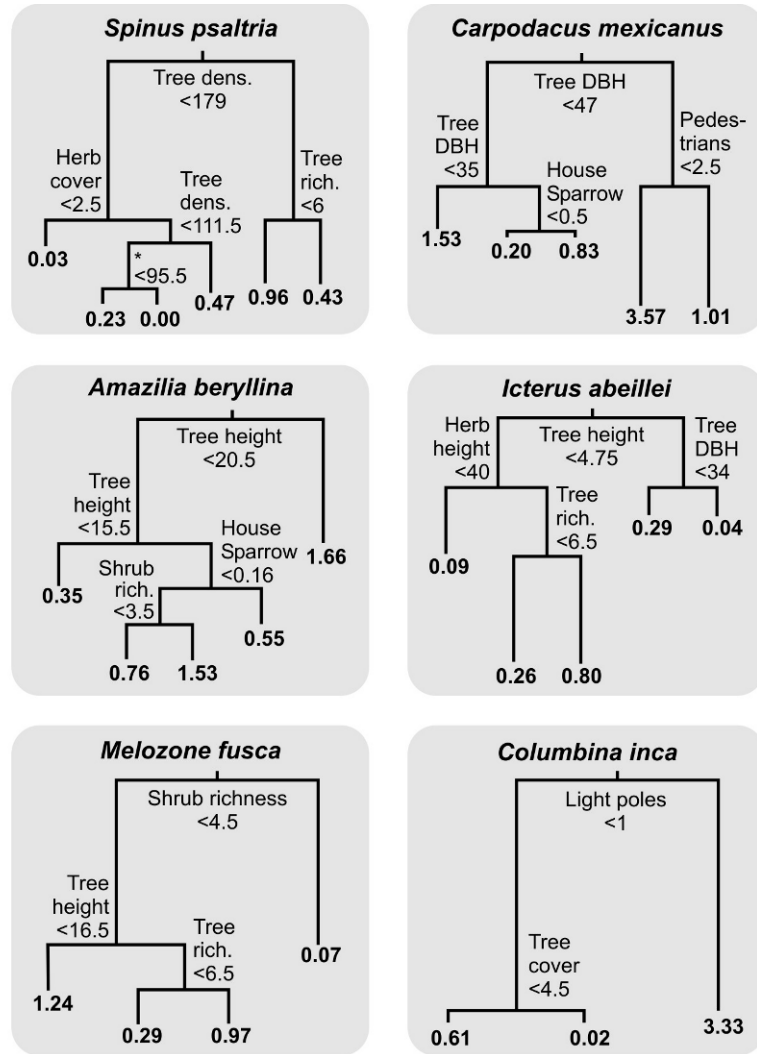 Spinus psaltria
Tree dens.
<179
Herb
cover
<2.5
Tree
dens.
<111.5
Tree
rich.
<6
*
<95.5
0.03
0.23
0.00
0.47
0.96
0.43
Carpodacus mexicanus
Tree DBH
<47
Tree
DBH
<35
House
Sparrow
<0.5
Pedes-
trians
<2.5
1.53
0.20
0.83
3.57
1.01
Amazilia beryllina
Tree height
<20.5
Tree
height
<15.5
House
Sparrow
<0.16
Shrub
rich.
<3.5
0.35
0.76
1.53
0.55
1.66
Icterus abeillei
Herb
height
<40
Tree height
<4.75
Tree
DBH
<34
Tree
rich.
<6.5
0.09
0.26
0.80
0.29
0.04
Melozone fusca
Shrub richness
<4.5
Tree
height
<16.5
Tree
rich.
<6.5
1.24
0.29
0.97
0.07
Columbina inca
Light poles
<1
Tree
cover
<4.5
0.61
0.02
3.33